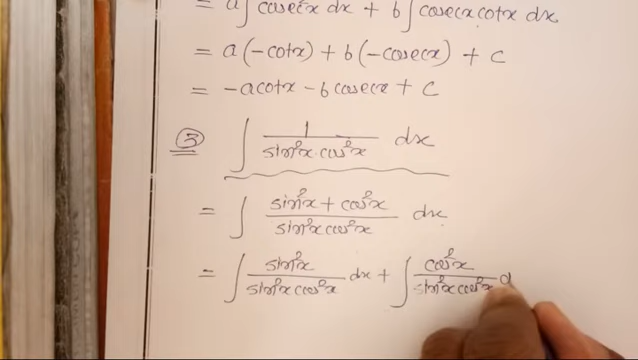 = a∫cosec²x dx + b∫cosecx cotx dx
= a(-cotx) + b(-cosecx) + c
= -acotx - bcosecx + c
③ ∫ 1/(sin²x·cos²x) dx
= ∫ (sin²x + cos²x)/(sin²x cos²x) dx
= ∫ sin²x/(sin²x cos²x) dx + ∫ cos²x/(sin²x cos²x) d